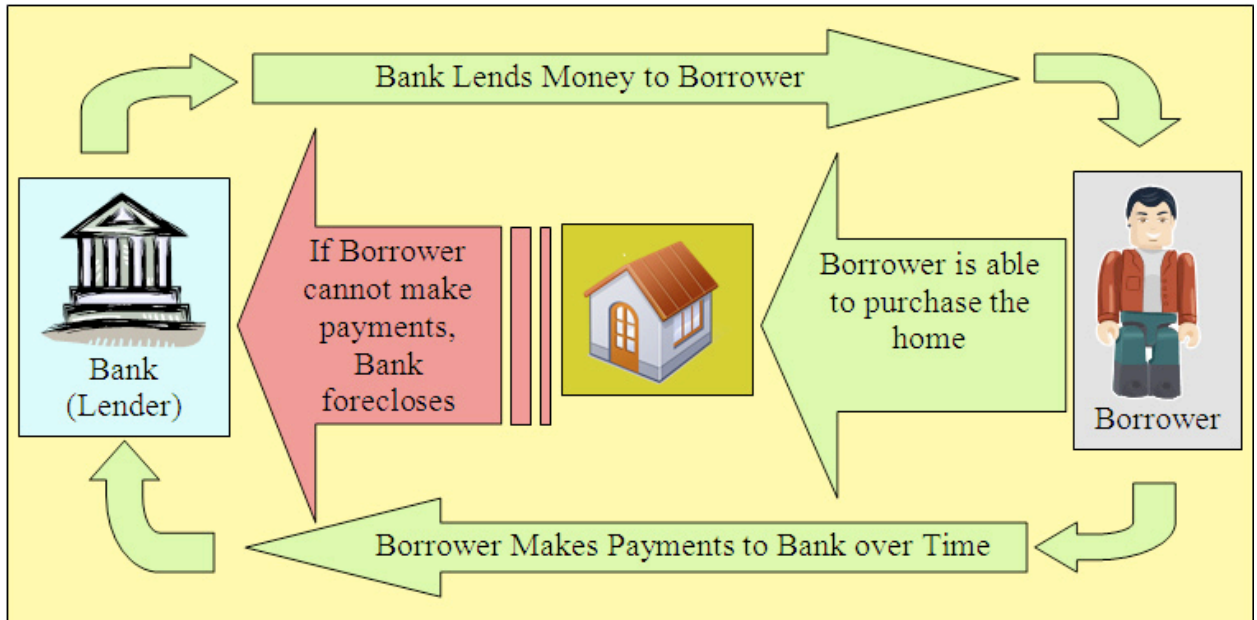 Bank Lends Money to Borrower
If Borrower
cannot make
payments,
Bank
forecloses
Borrower is able
to purchase the
home
Bank
(Lender)
Borrower
Borrower Makes Payments to Bank over Time